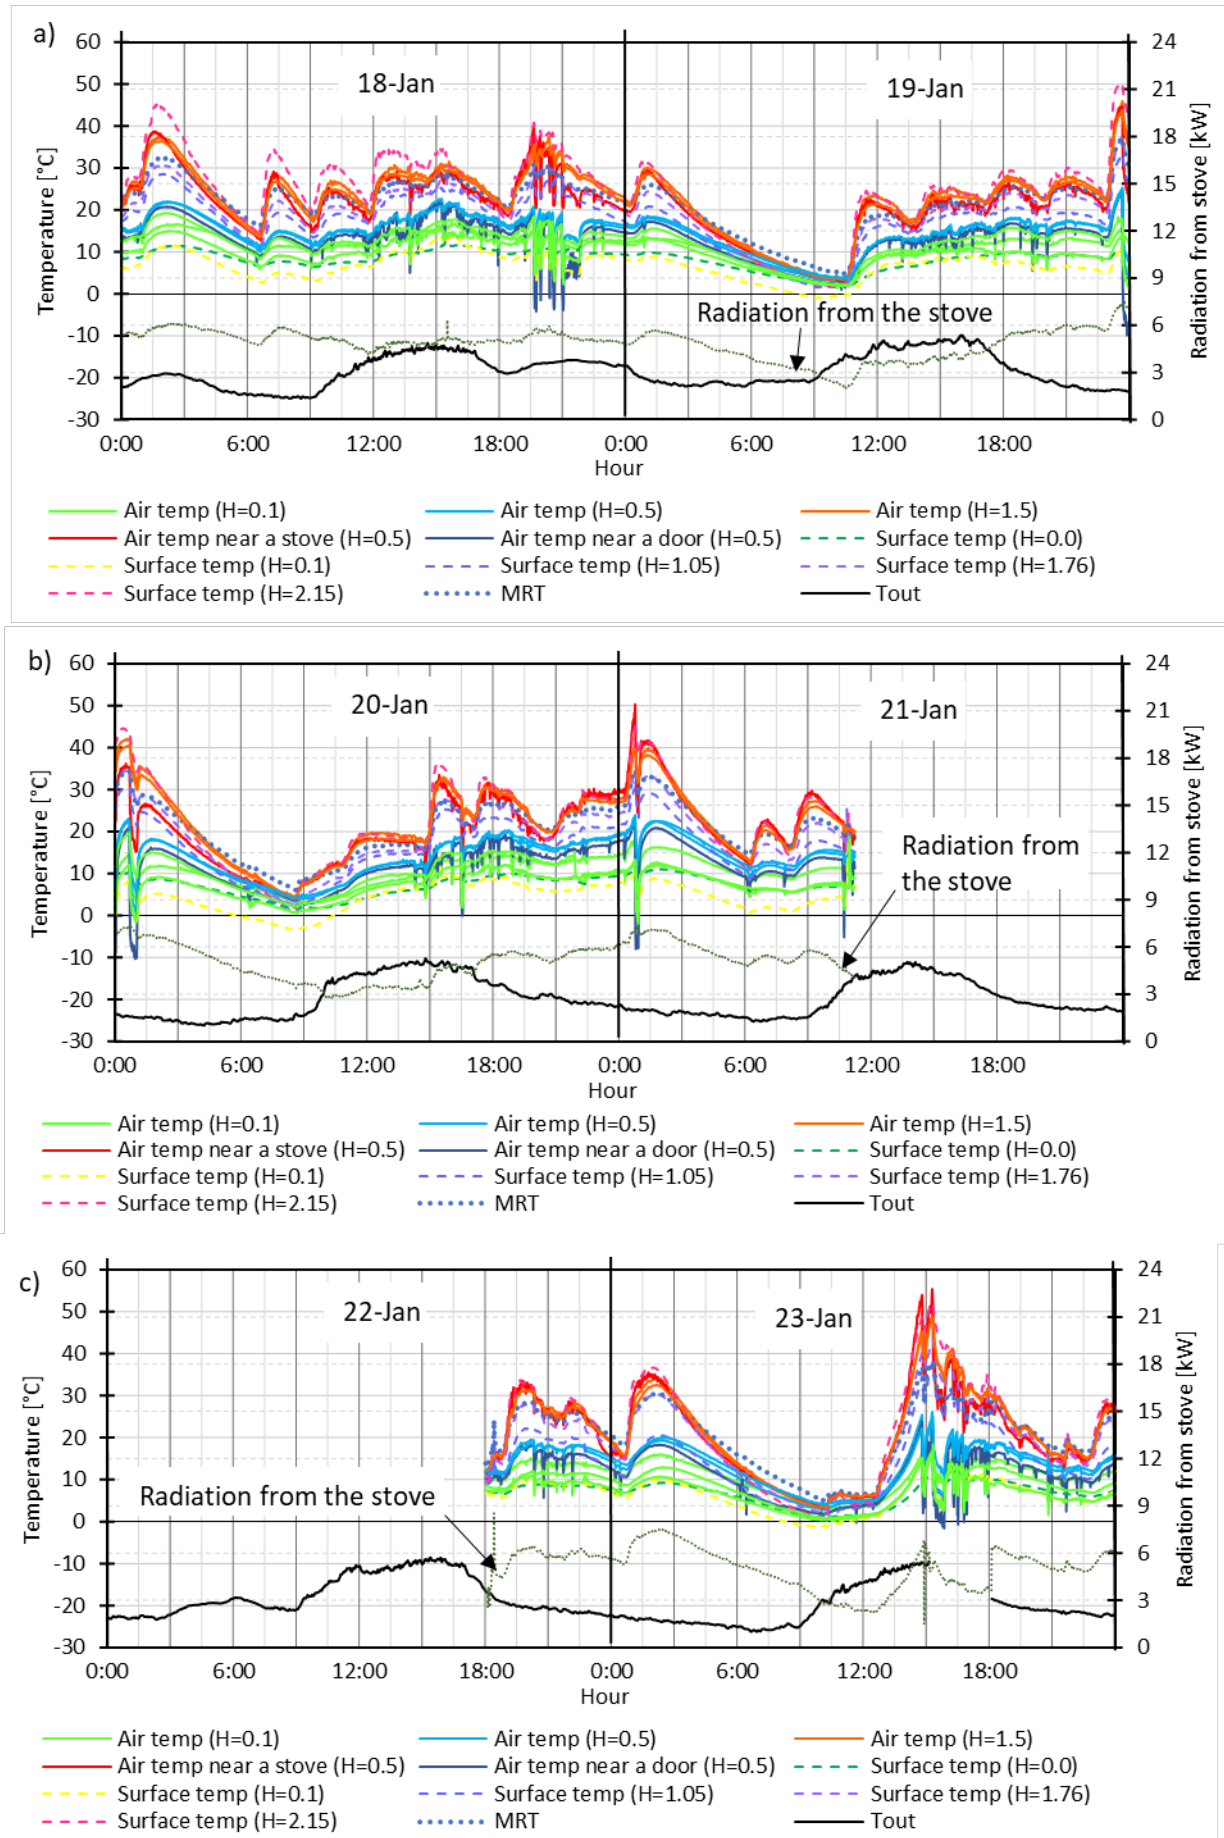 a)
60
50
40
30
20
10
0
-10
-20
-30
Temperature [°C]
18-Jan
19-Jan
Radiation from the stove
24
21
18
15
12
9
6
3
0
Radiation from stove [kW]
0:00 6:00 12:00 18:00 0:00 6:00 12:00 18:00
Hour
Air temp (H=0.1) Air temp (H=0.5) Air temp (H=1.5)
Air temp near a stove (H=0.5) Air temp near a door (H=0.5) Surface temp (H=0.0)
Surface temp (H=0.1) Surface temp (H=1.05) Surface temp (H=1.76)
Surface temp (H=2.15) MRT Tout
b)
60
50
40
30
20
10
0
-10
-20
-30
Temperature [°C]
20-Jan
21-Jan
Radiation from
the stove
24
21
18
15
12
9
6
3
0
Radiation from stove [kW]
0:00 6:00 12:00 18:00 0:00 6:00 12:00 18:00
Hour
Air temp (H=0.1) Air temp (H=0.5) Air temp (H=1.5)
Air temp near a stove (H=0.5) Air temp near a door (H=0.5) Surface temp (H=0.0)
Surface temp (H=0.1) Surface temp (H=1.05) Surface temp (H=1.76)
Surface temp (H=2.15) MRT Tout
c)
60
50
40
30
20
10
0
-10
-20
-30
Temperature [°C]
22-Jan
23-Jan
Radiation from the stove
24
21
18
15
12
9
6
3
0
Radiation from stove [kW]
0:00 6:00 12:00 18:00 0:00 6:00 12:00 18:00
Hour
Air temp (H=0.1) Air temp (H=0.5) Air temp (H=1.5)
Air temp near a stove (H=0.5) Air temp near a door (H=0.5) Surface temp (H=0.0)
Surface temp (H=0.1) Surface temp (H=1.05) Surface temp (H=1.76)
Surface temp (H=2.15) MRT Tout